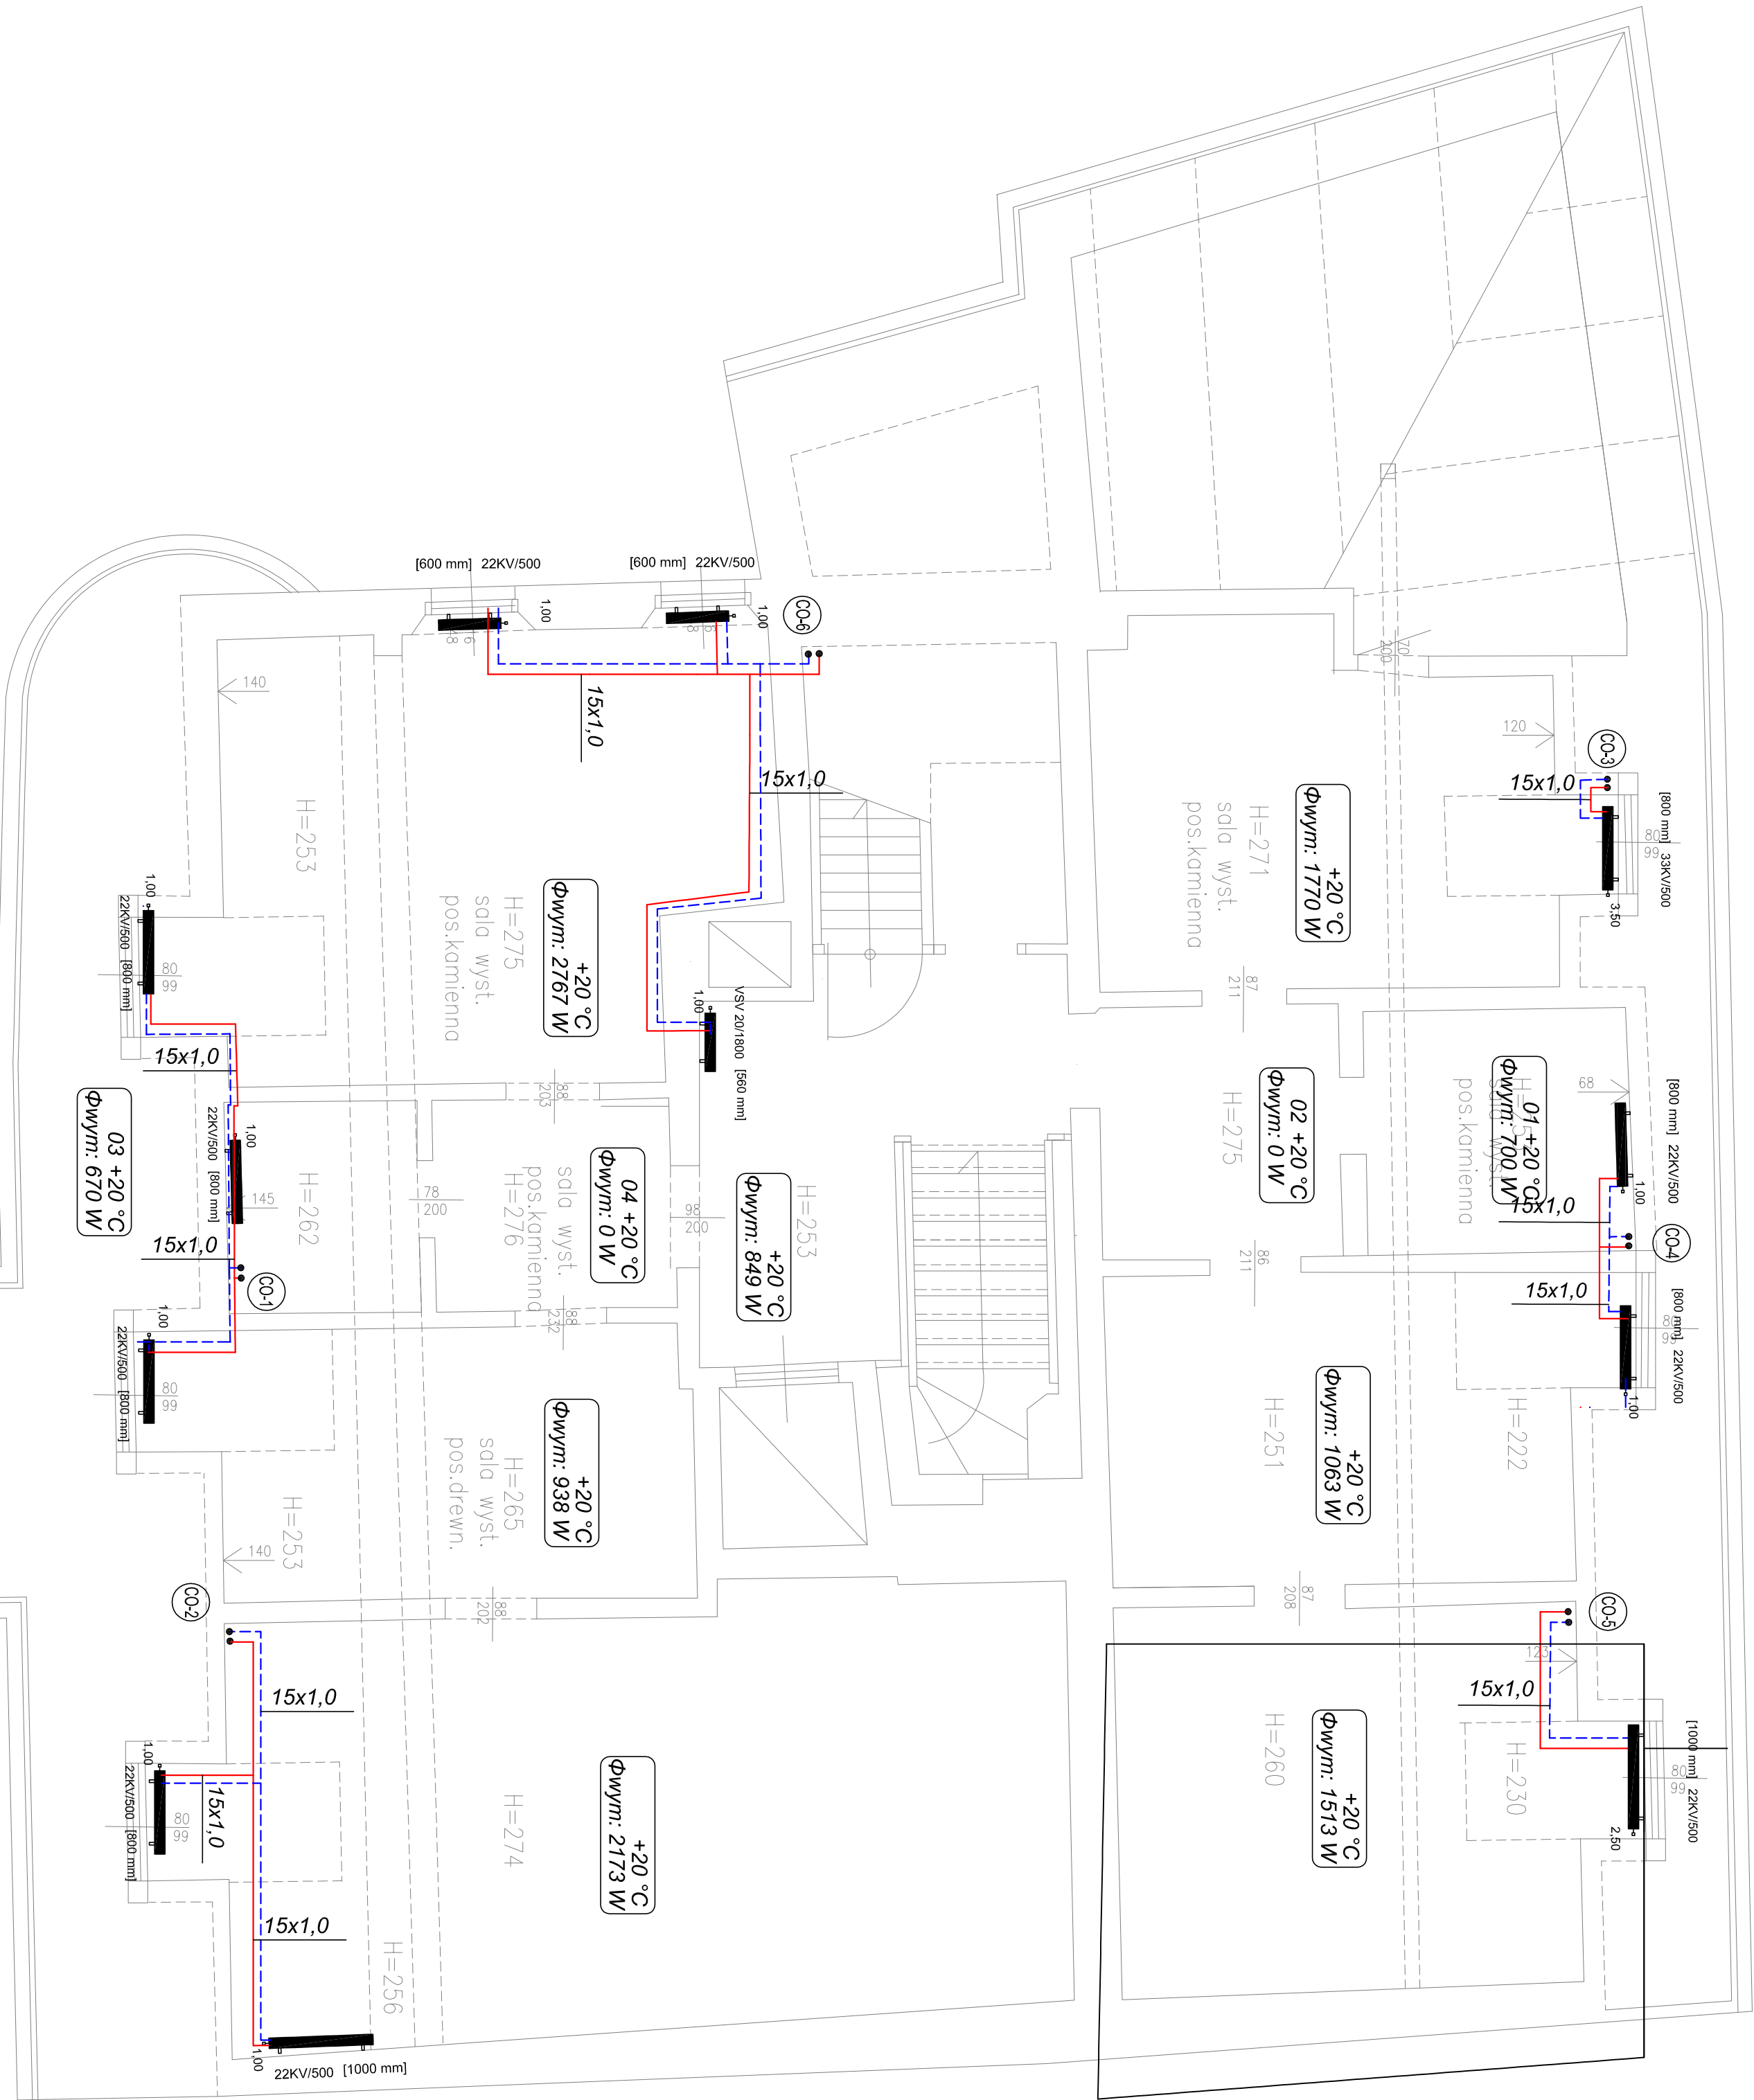 [600 mm] 22KV/500
[600 mm] 22KV/500
1,00
1,00
CO-6
15x1,0
15x1,0
140
H=253
H=275
sala wyst.
pos.kamienna
+20 °C
Φwym: 2767 W
H=271
sala wyst.
pos.kamienna
+20 °C
Φwym: 1770 W
70
200
120
CO-3
15x1,0
[800 mm] 33KV/500
80
99
3,50
87
211
1,00
22KV/500 [800 mm]
80
99
15x1,0
03 +20 °C
Φwym: 670 W
22KV/500 [800 mm]
1,00
145
15x1,0
CO-1
H=262
88
203
78
200
H=276
sala wyst.
pos.kamienna
04 +20 °C
Φwym: 0 W
98
200
88
232
VSV 20/1800 [560 mm]
1,00
H=253
+20 °C
Φwym: 849 W
H=275
02 +20 °C
Φwym: 0 W
86
211
01 +20 °C
Φwym: 700 W
sala wyst.
pos.kamienna
68
[800 mm] 22KV/500
1,00
15x1,0
CO-4
15x1,0
[800 mm] 22KV/500
1,00
H=222
H=251
+20 °C
Φwym: 1063 W
1,00
22KV/500 [800 mm]
80
99
140
H=253
H=265
sala wyst.
pos.drewn.
+20 °C
Φwym: 938 W
CO-2
88
202
87
208
CO-5
123
15x1,0
15x1,0
[1000 mm] 22KV/500
80
99
2,50
H=230
H=260
+20 °C
Φwym: 1513 W
1,00
22KV/500 [800 mm]
80
99
15x1,0
15x1,0
H=274
+20 °C
Φwym: 2173 W
H=256
1,00
22KV/500 [1000 mm]